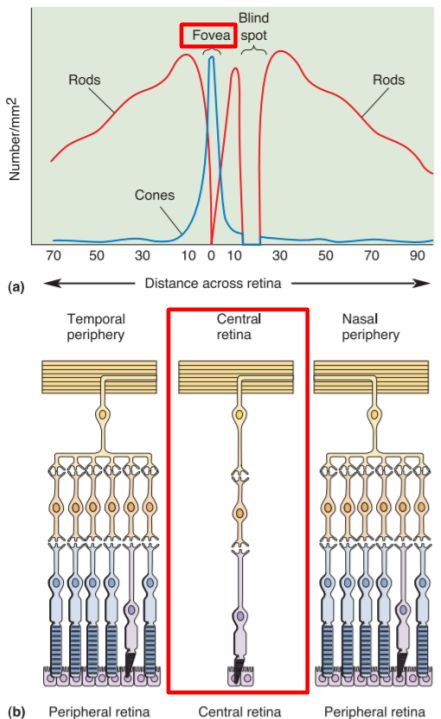 Blind
Fovea spot
Rods Rods
Number/mm2
Cones
70 50 30 10 0 10 30 50 70 90
(a) Distance across retina
Temporal
periphery
Central
retina
Nasal
periphery
(b) Peripheral retina Central retina Peripheral retina